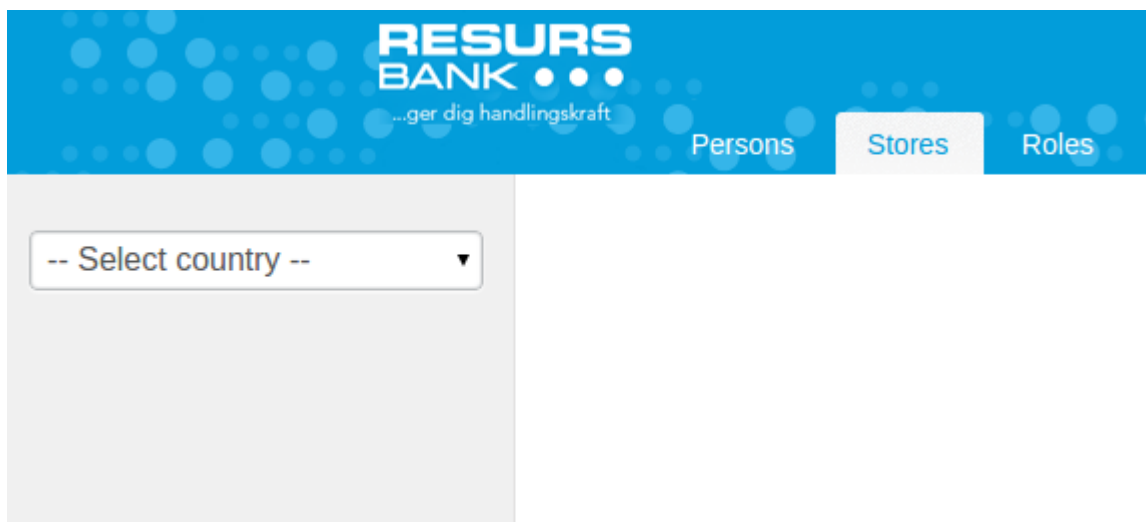 RESURS
BANK
...ger dig handlingskraft
Persons Stores Roles
-- Select country --